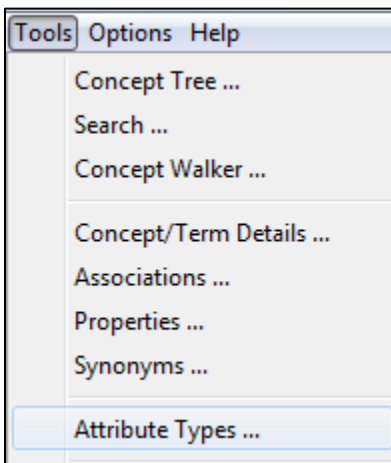 Tools Options Help
Concept Tree ...
Search ...
Concept Walker ...
Concept/Term Details ...
Associations ...
Properties ...
Synonyms ...
Attribute Types ...